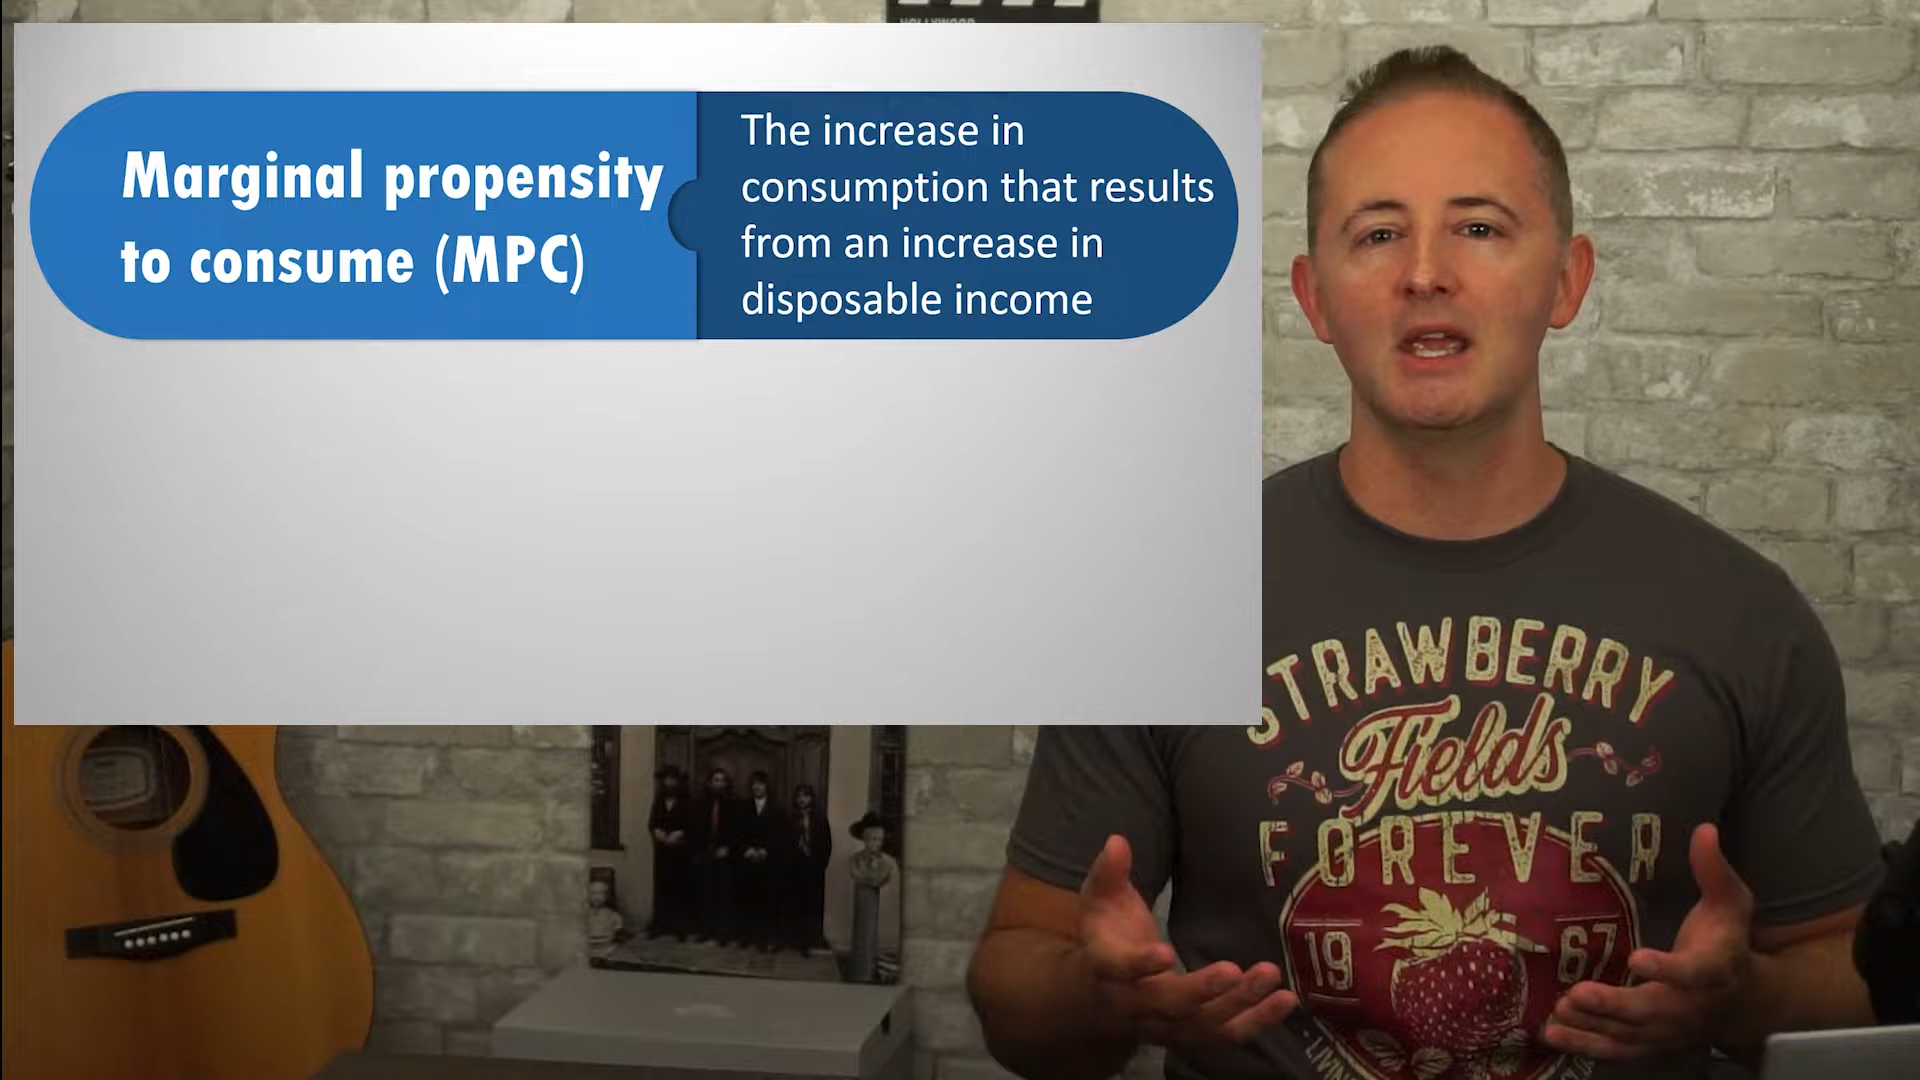 HOLLYWOOD
Marginal propensity
to consume (MPC)
The increase in
consumption that results
from an increase in
disposable income
STRAWBERRY
Fields
FOREVER
19 67